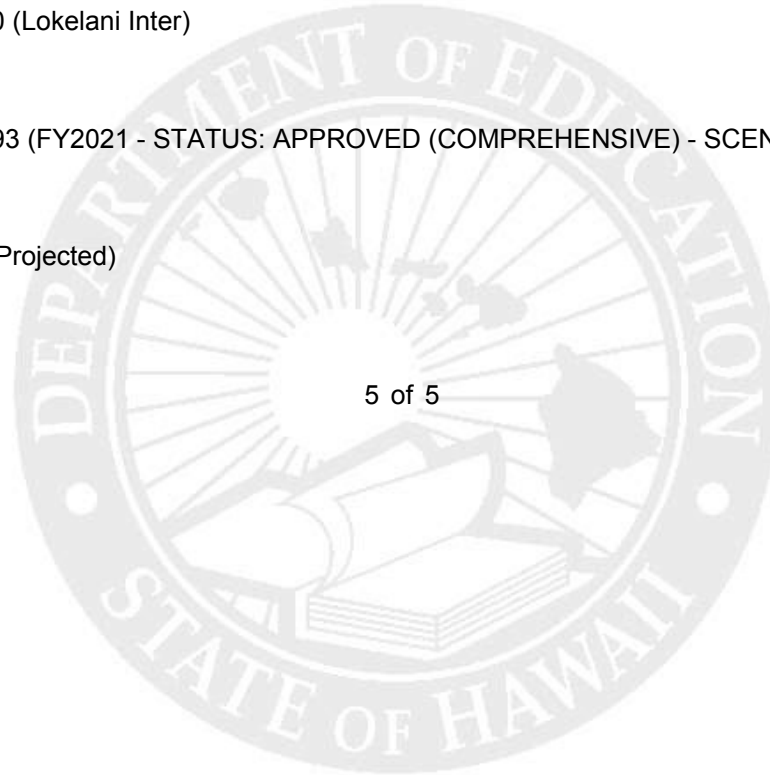 0 (Lokelani Inter)
93 (FY2021 - STATUS: APPROVED (COMPREHENSIVE) - SCEN
Projected)
5 of 5
DEPARTMENT OF EDUCATION
STATE OF HAWAII